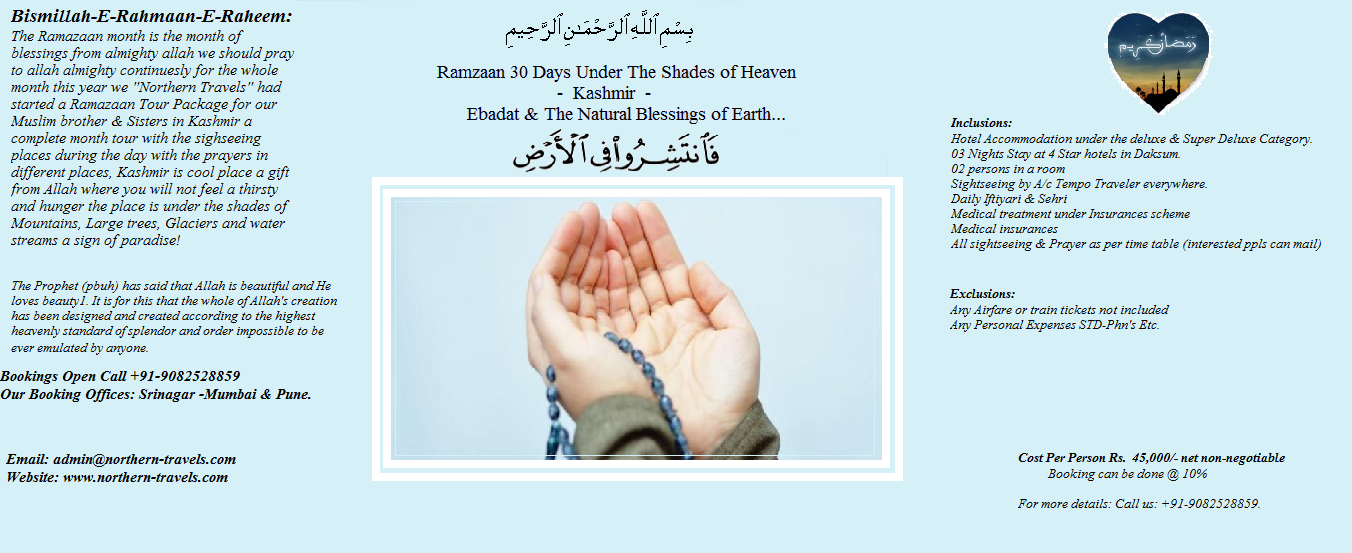 Bismillah-E-Rahmaan-E-Raheem:
The Ramazaan month is the month of
blessings from almighty allah we should pray
to allah almighty continuesly for the whole
month this year we "Northern Travels" had
started a Ramazaan Tour Package for our
Muslim brother & Sisters in Kashmir a
complete month tour with the sighseeing
places during the day with the prayers in
different places, Kashmir is cool place a gift
from Allah where you will not feel a thirsty
and hunger the place is under the shades of
Mountains, Large trees, Glaciers and water
streams a sign of paradise!
The Prophet (pbuh) has said that Allah is beautiful and He
loves beauty1. It is for this that the whole of Allah's creation
has been designed and created according to the highest
heavenly standard of splendor and order impossible to be
ever emulated by anyone.
Bookings Open Call +91-9082528859
Our Booking Offices: Srinagar -Mumbai & Pune.
Email: admin@northern-travels.com
Website: www.northern-travels.com
بِسْمِ ٱللَّهِ ٱلرَّحْمَـٰنِ ٱلرَّحِيمِ
Ramzaan 30 Days Under The Shades of Heaven
- Kashmir -
Ebadat & The Natural Blessings of Earth...
فَٱنتَشِرُوا۟ فِى ٱلْأَرْضِ
رمضان كريم
Inclusions:
Hotel Accommodation under the deluxe & Super Deluxe Category.
03 Nights Stay at 4 Star hotels in Daksum.
02 persons in a room
Sightseeing by A/c Tempo Traveler everywhere.
Daily Iftiyari & Sehri
Medical treatment under Insurances scheme
Medical insurances
All sightseeing & Prayer as per time table (interested ppls can mail)
Exclusions:
Any Airfare or train tickets not included
Any Personal Expenses STD-Phn's Etc.
Cost Per Person Rs. 45,000/- net non-negotiable
Booking can be done @ 10%
For more details: Call us: +91-9082528859.